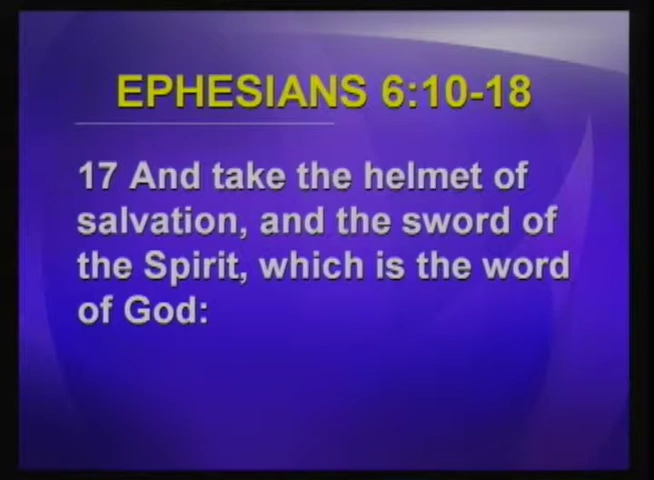 EPHESIANS 6:10-18
17 And take the helmet of
salvation, and the sword of
the Spirit, which is the word
of God: